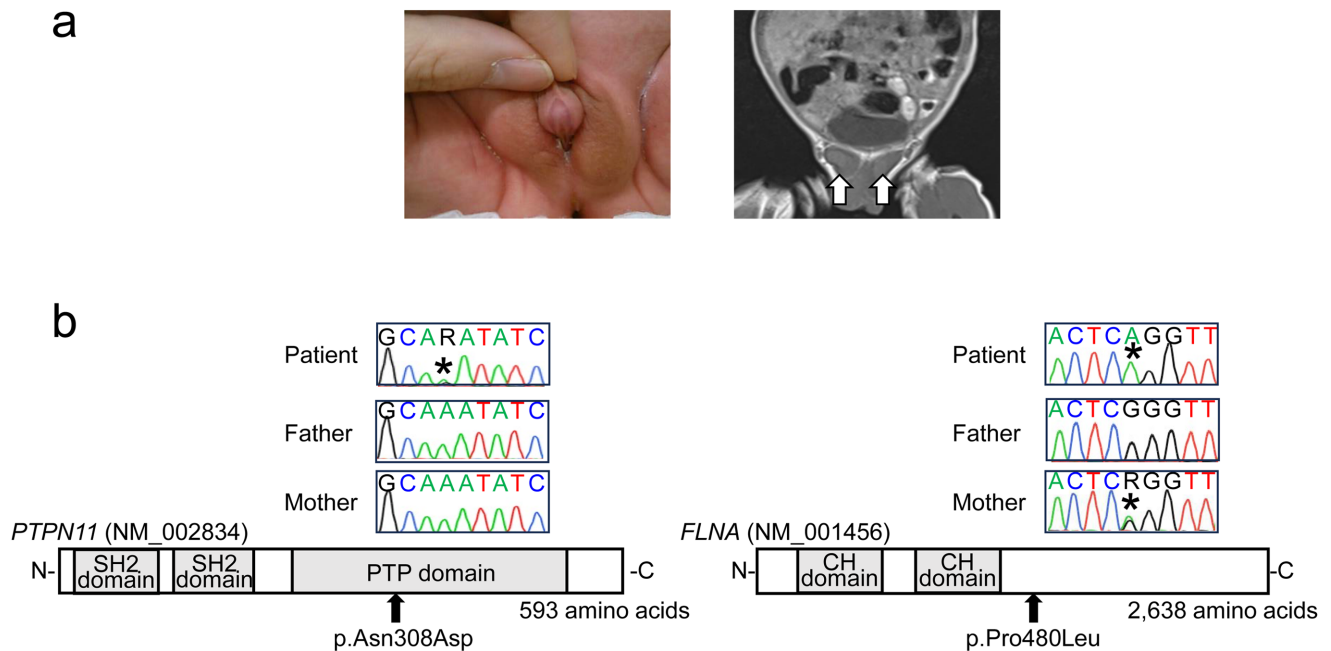 a
b
Patient
GCARATATC
*
Father
GCAAATATC
Mother
GCAAATATC
PTPN11 (NM_002834)
N-
SH2
domain
SH2
domain
PTP domain
-C
593 amino acids
p.Asn308Asp
Patient
ACTCAGGTT
*
Father
ACTCGGGTT
Mother
ACTCRGGTT
*
FLNA (NM_001456)
N-
CH
domain
CH
domain
-C
2,638 amino acids
p.Pro480Leu